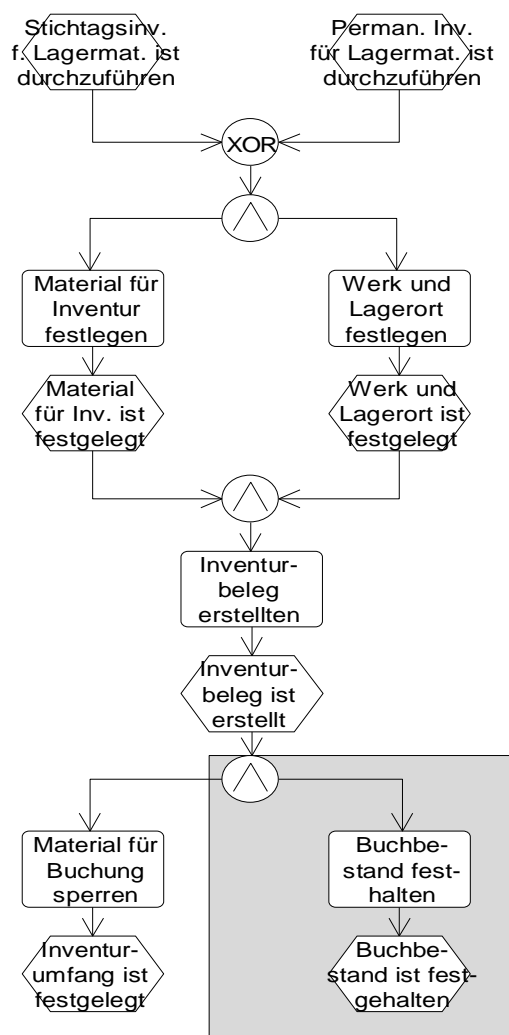 Stichtagsinv.
f. Lagermat. ist
durchzuführen
Perman. Inv.
für Lagermat. ist
durchzuführen
XOR
Material für
Inventur
festlegen
Werk und
Lagerort
festlegen
Material
für Inv. ist
festgelegt
Werk und
Lagerort ist
festgelegt
Inventur-
beleg
erstellten
Inventur-
beleg ist
erstellt
Material für
Buchung
sperren
Buchbe-
stand fest-
halten
Inventur-
umfang ist
festgelegt
Buchbe-
stand ist fest-
gehalten